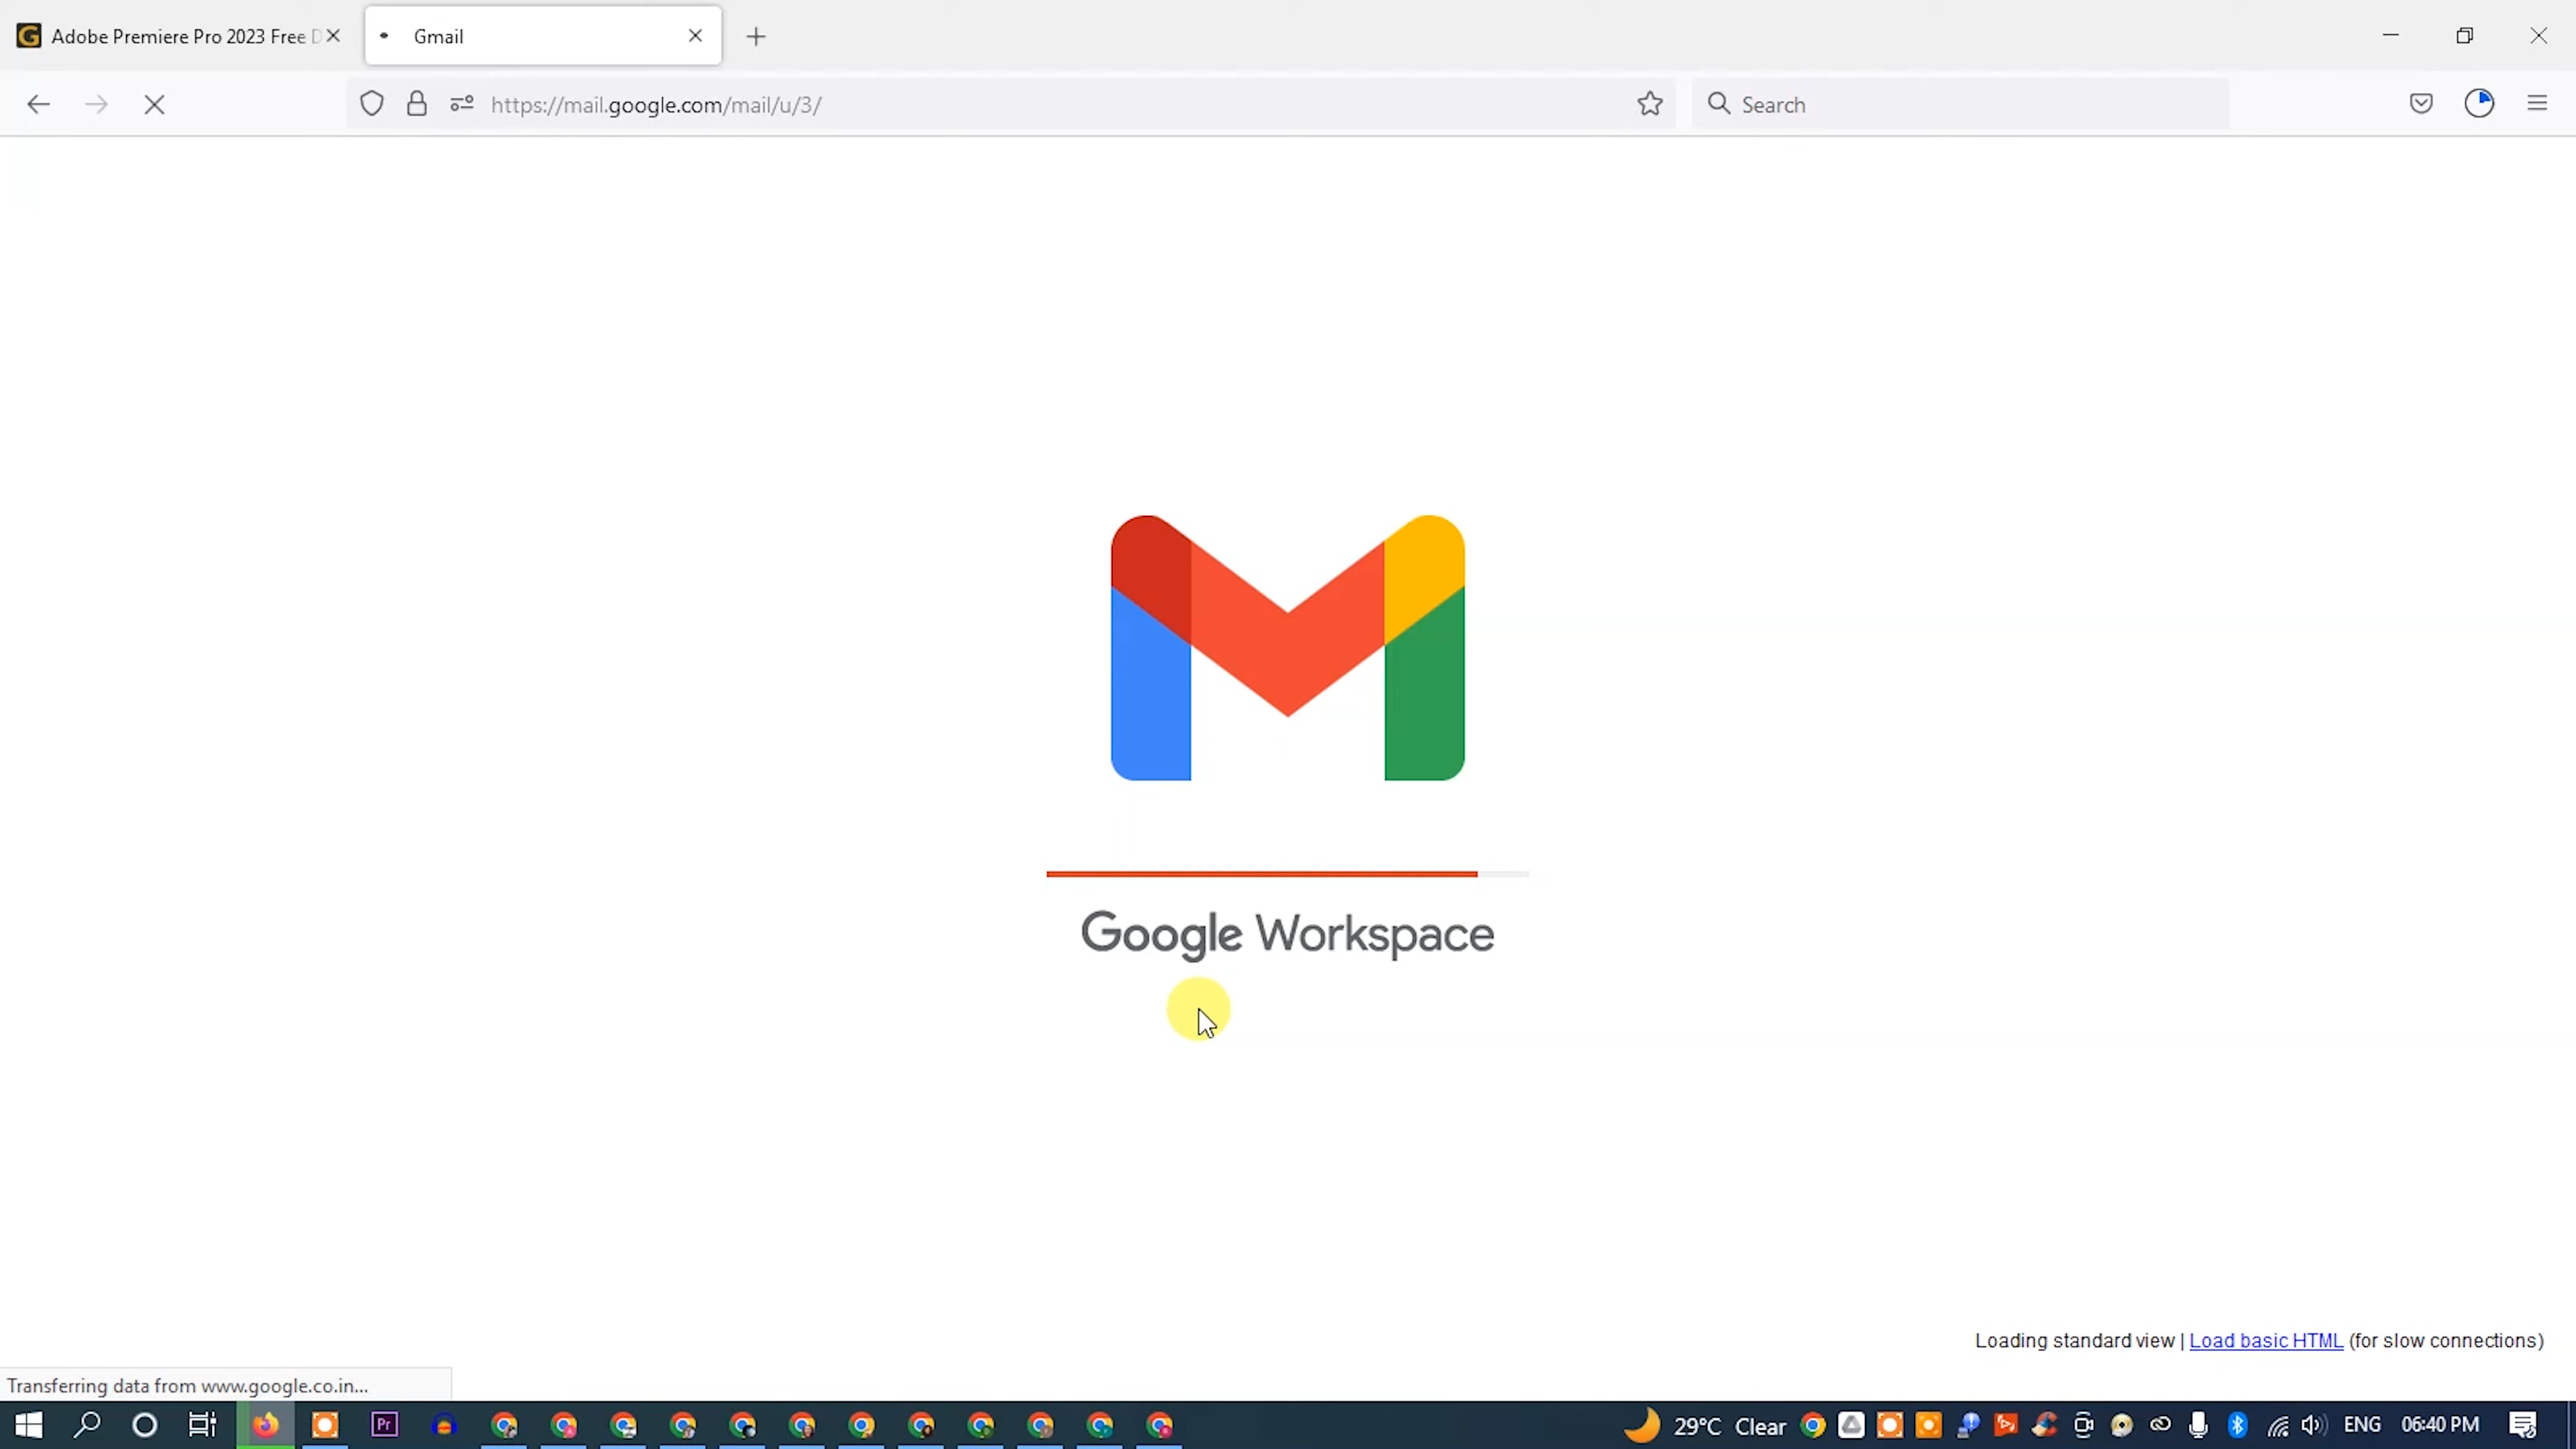 Adobe Premiere Pro 2023 Free D
Gmail
https://mail.google.com/mail/u/3/
Search
Google Workspace
Loading standard view | Load basic HTML (for slow connections)
Transferring data from www.google.co.in...
Pr
29°C Clear
ENG
06:40 PM